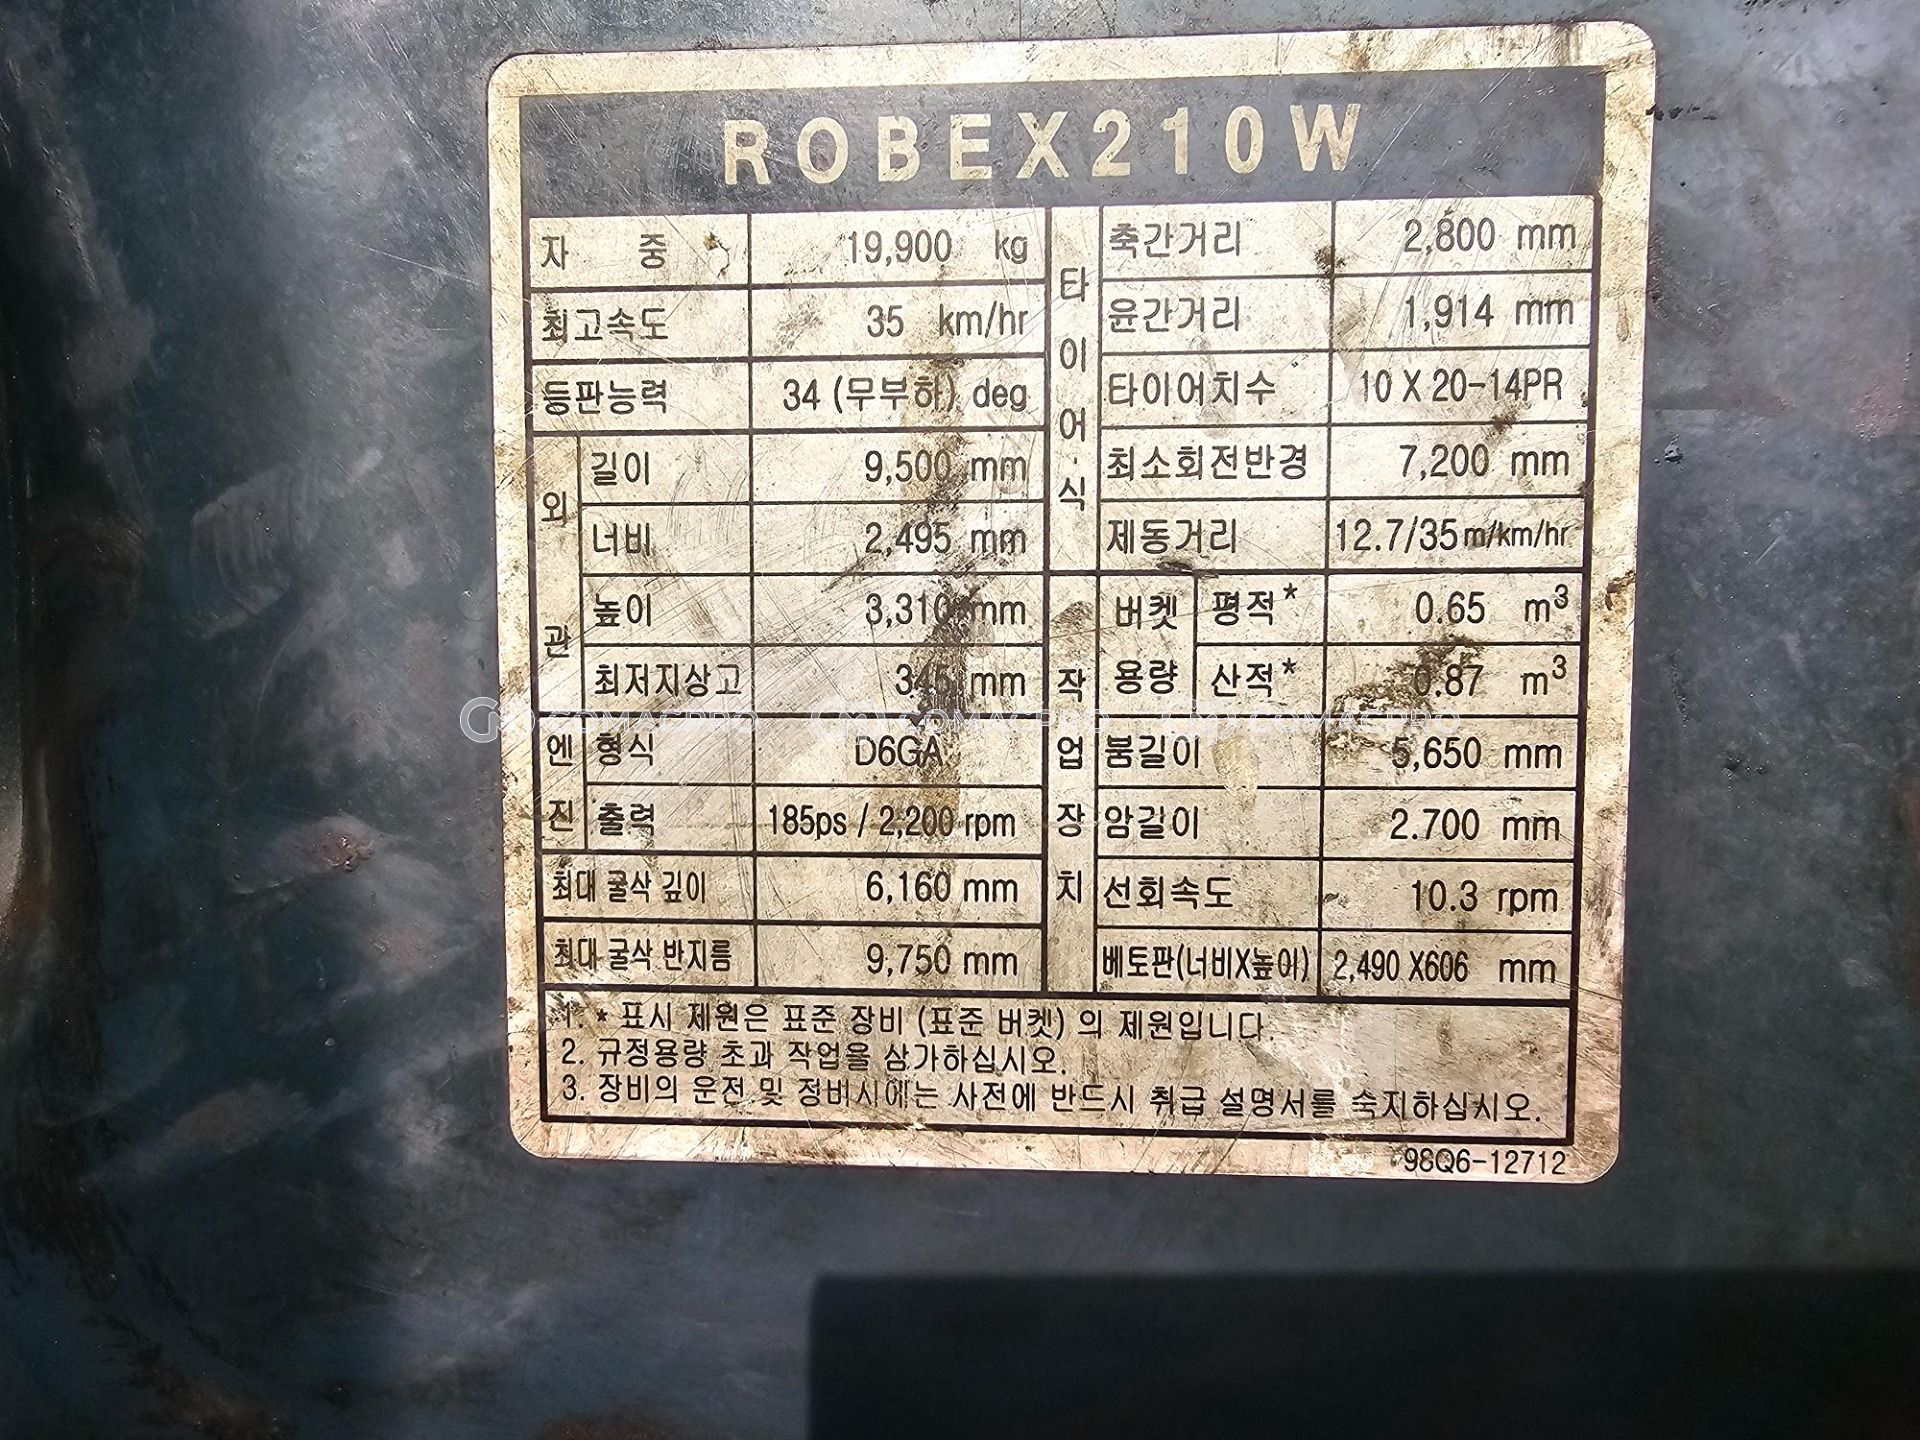 ROBEX210W
자 중 19,900 kg
최고속도 35 km/hr
등판능력 34 (무부하) deg
외관
길이 9,500 mm
너비 2,495 mm
높이 3,310 mm
최저지상고 345 mm
엔진
형식 D6GA
출력 185ps / 2,200 rpm
최대 굴삭 깊이 6,160 mm
최대 굴삭 반지름 9,750 mm
타이어식
축간거리 2,800 mm
윤간거리 1,914 mm
타이어치수 10 X 20-14PR
최소회전반경 7,200 mm
제동거리 12.7/35 m/km/hr
작업장치
버켓용량
평적* 0.65 m³
산적* 0.87 m³
붐길이 5,650 mm
암길이 2.700 mm
선회속도 10.3 rpm
베토판(너비X높이) 2,490 X606 mm
1. * 표시 제원은 표준 장비 (표준 버켓) 의 제원입니다.
2. 규정용량 초과 작업을 삼가하십시오.
3. 장비의 운전 및 정비시에는 사전에 반드시 취급 설명서를 숙지하십시오.
98Q6-12712
COMACPRO COMACPRO COMACPRO